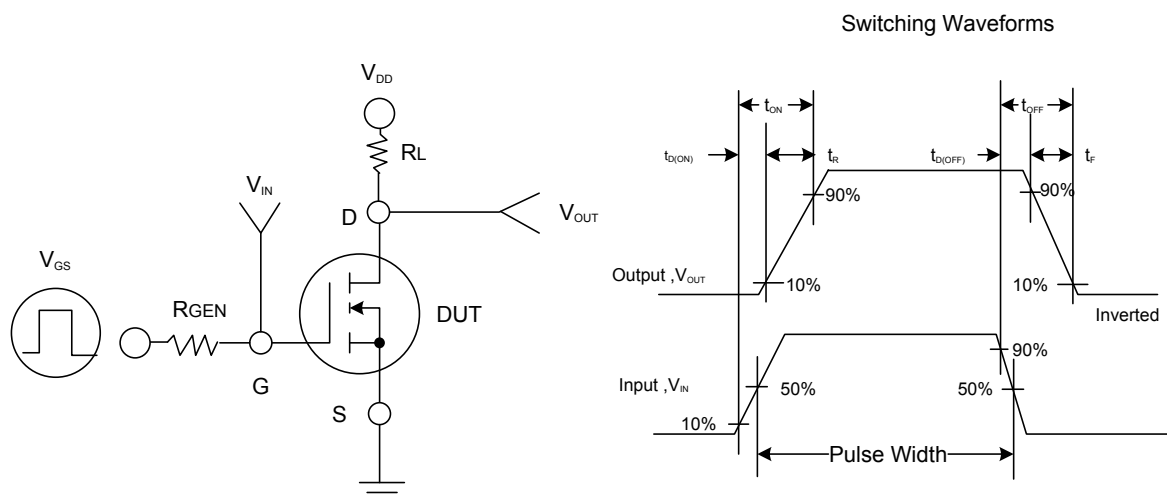 Switching Waveforms
VDD
RL
VIN
D
VOUT
VGS
RGEN
DUT
G
S
tON
tOFF
tD(ON)
tR
tD(OFF)
tF
90%
90%
Output ,VOUT
10%
10%
Inverted
90%
Input ,VIN
50%
50%
10%
Pulse Width